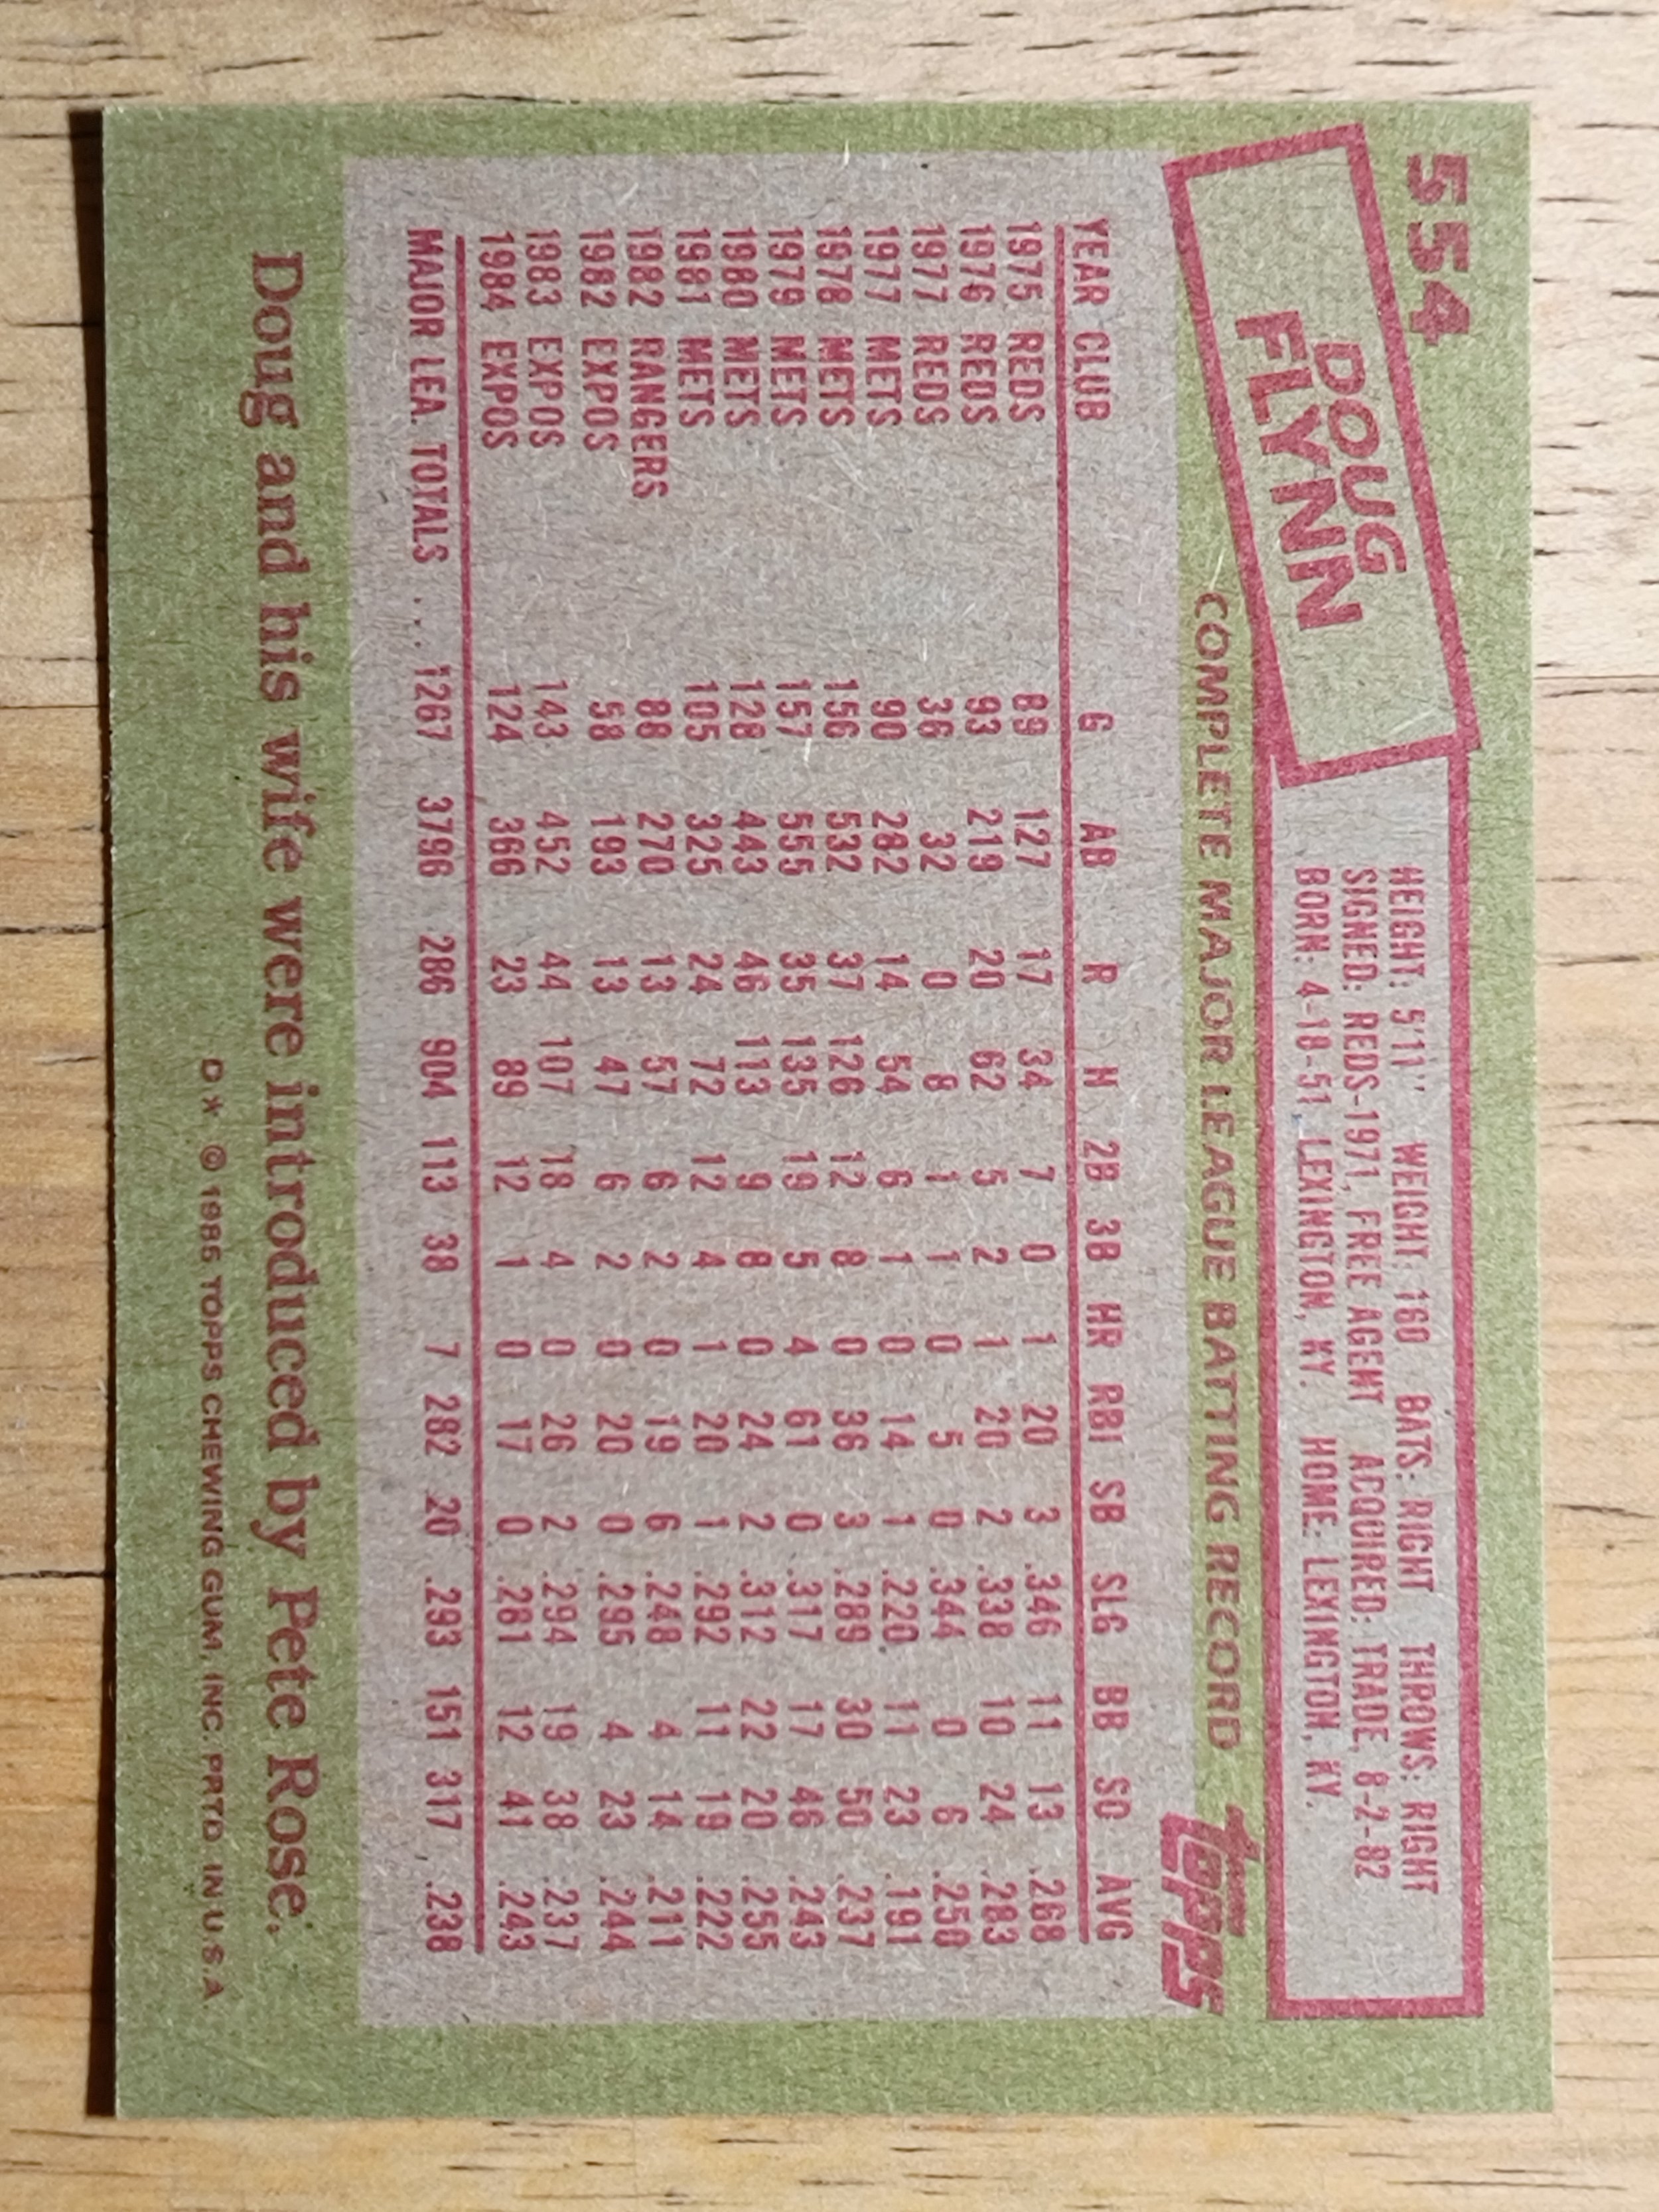 554
DOUG
FLYNN
HEIGHT: 5'11" WEIGHT: 160 BATS: RIGHT THROWS: RIGHT
SIGNED: REDS-1971, FREE AGENT ACQUIRED: TRADE, 8-2-82
BORN: 4-18-51, LEXINGTON, KY. HOME: LEXINGTON, KY.
COMPLETE MAJOR LEAGUE BATTING RECORD
topps
YEAR CLUB G AB R H 2B 3B HR RBI SB SLG BB SO AVG
1975 REDS 89 127 17 34 7 0 1 20 3 .346 11 13 .268
1976 REDS 93 219 20 62 5 2 1 20 2 .338 10 24 .283
1977 REDS 36 32 0 8 1 1 0 5 0 .344 0 6 .250
1977 METS 90 282 14 54 6 1 0 14 1 .220 11 23 .191
1978 METS 156 532 37 126 12 8 0 36 3 .289 30 50 .237
1979 METS 157 555 35 135 19 5 4 61 0 .317 17 46 .243
1980 METS 128 443 46 113 9 8 0 24 2 .312 22 20 .255
1981 METS 105 325 24 72 12 4 1 20 1 .292 11 19 .222
1982 RANGERS 88 270 13 57 6 2 0 19 6 .248 4 14 .211
1982 EXPOS 58 193 13 47 6 2 0 20 0 .295 4 23 .244
1983 EXPOS 143 452 44 107 18 4 0 26 2 .294 19 38 .237
1984 EXPOS 124 366 23 89 12 1 0 17 0 .281 12 41 .243
MAJOR LEA. TOTALS ... 1267 3796 286 904 113 38 7 282 20 .293 151 317 .238
Doug and his wife were introduced by Pete Rose.
D * © 1985 TOPPS CHEWING GUM, INC. PRTD. IN U.S.A.